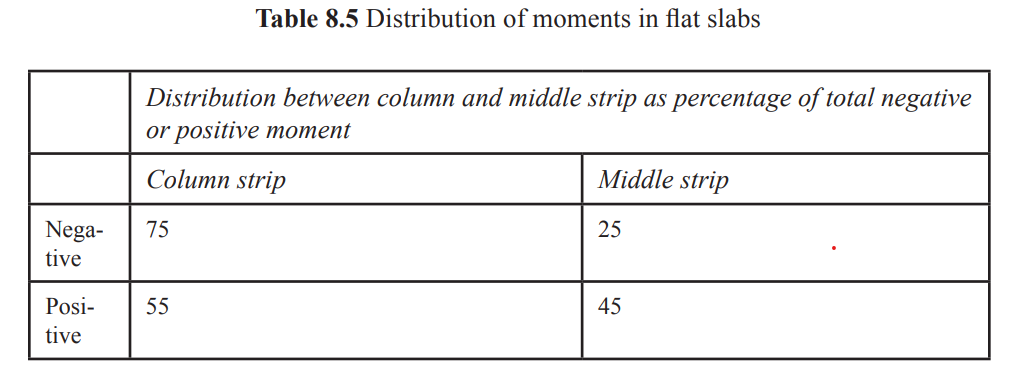 Table 8.5 Distribution of moments in flat slabs
Distribution between column and middle strip as percentage of total negative
or positive moment
Column strip Middle strip
Nega- 75 25
tive
Posi- 55 45
tive